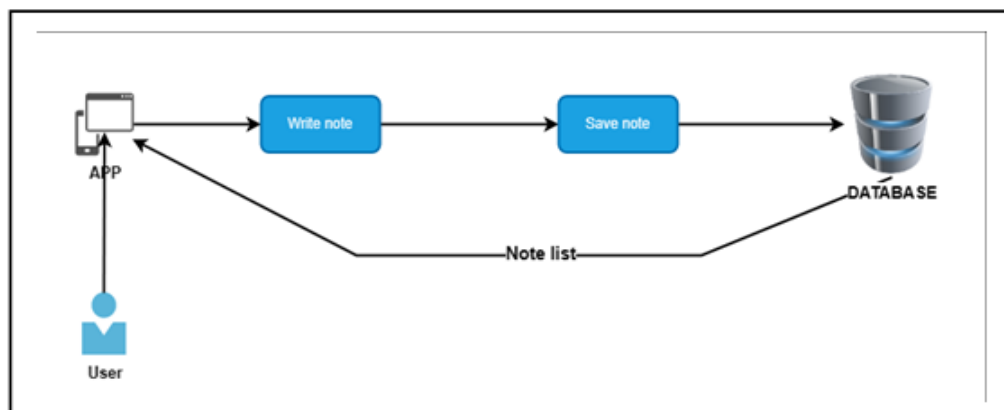 Write note
Save note
APP
DATABASE
Note list
User